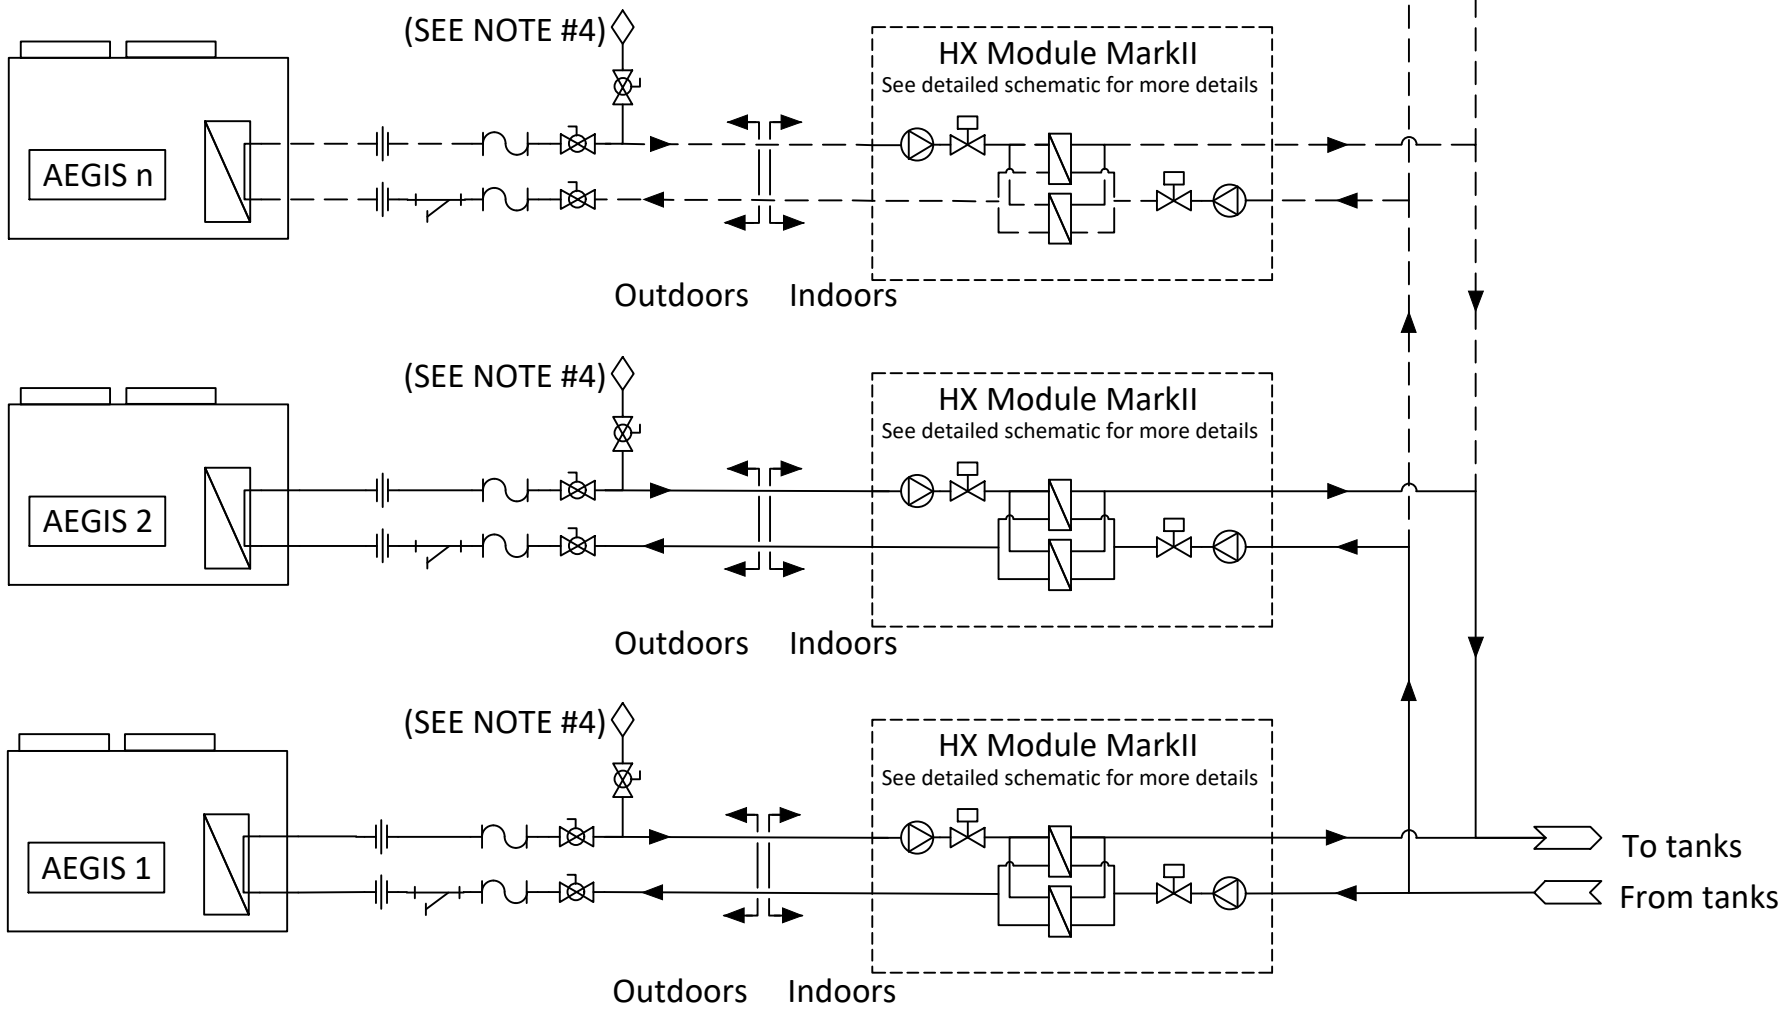 (SEE NOTE #4)
HX Module MarkII
See detailed schematic for more details
AEGIS n
Outdoors
Indoors
(SEE NOTE #4)
HX Module MarkII
See detailed schematic for more details
AEGIS 2
Outdoors
Indoors
(SEE NOTE #4)
HX Module MarkII
See detailed schematic for more details
AEGIS 1
To tanks
From tanks
Outdoors
Indoors